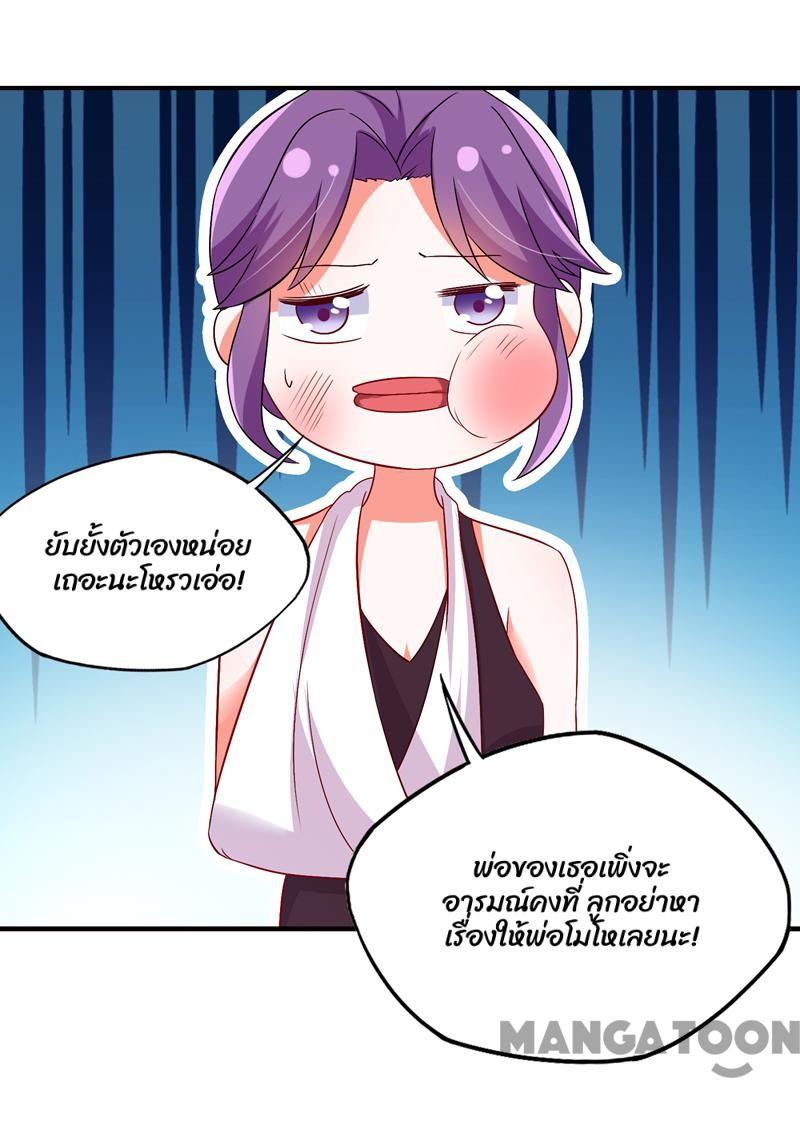 ยับยั้งตัวเองหน่อย
เถอะนะโหรวเอ่อ!
พ่อของเธอเพิ่งจะ
อารมณ์คงที่ ลูกอย่าหา
เรื่องให้พ่อโมโหเลยนะ!
MANGATOON